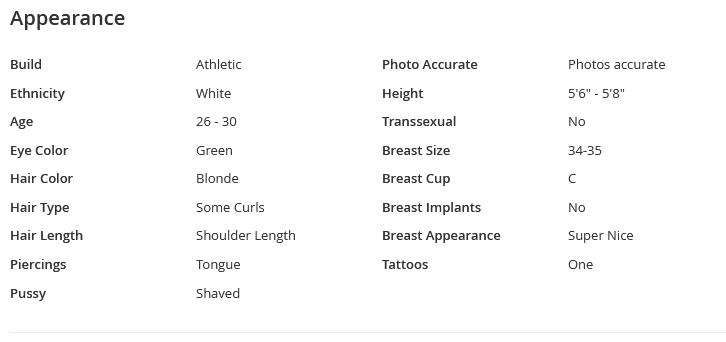 Appearance
Build Athletic Photo Accurate Photos accurate
Ethnicity White Height 5'6" - 5'8"
Age 26 - 30 Transsexual No
Eye Color Green Breast Size 34-35
Hair Color Blonde Breast Cup C
Hair Type Some Curls Breast Implants No
Hair Length Shoulder Length Breast Appearance Super Nice
Piercings Tongue Tattoos One
Pussy Shaved